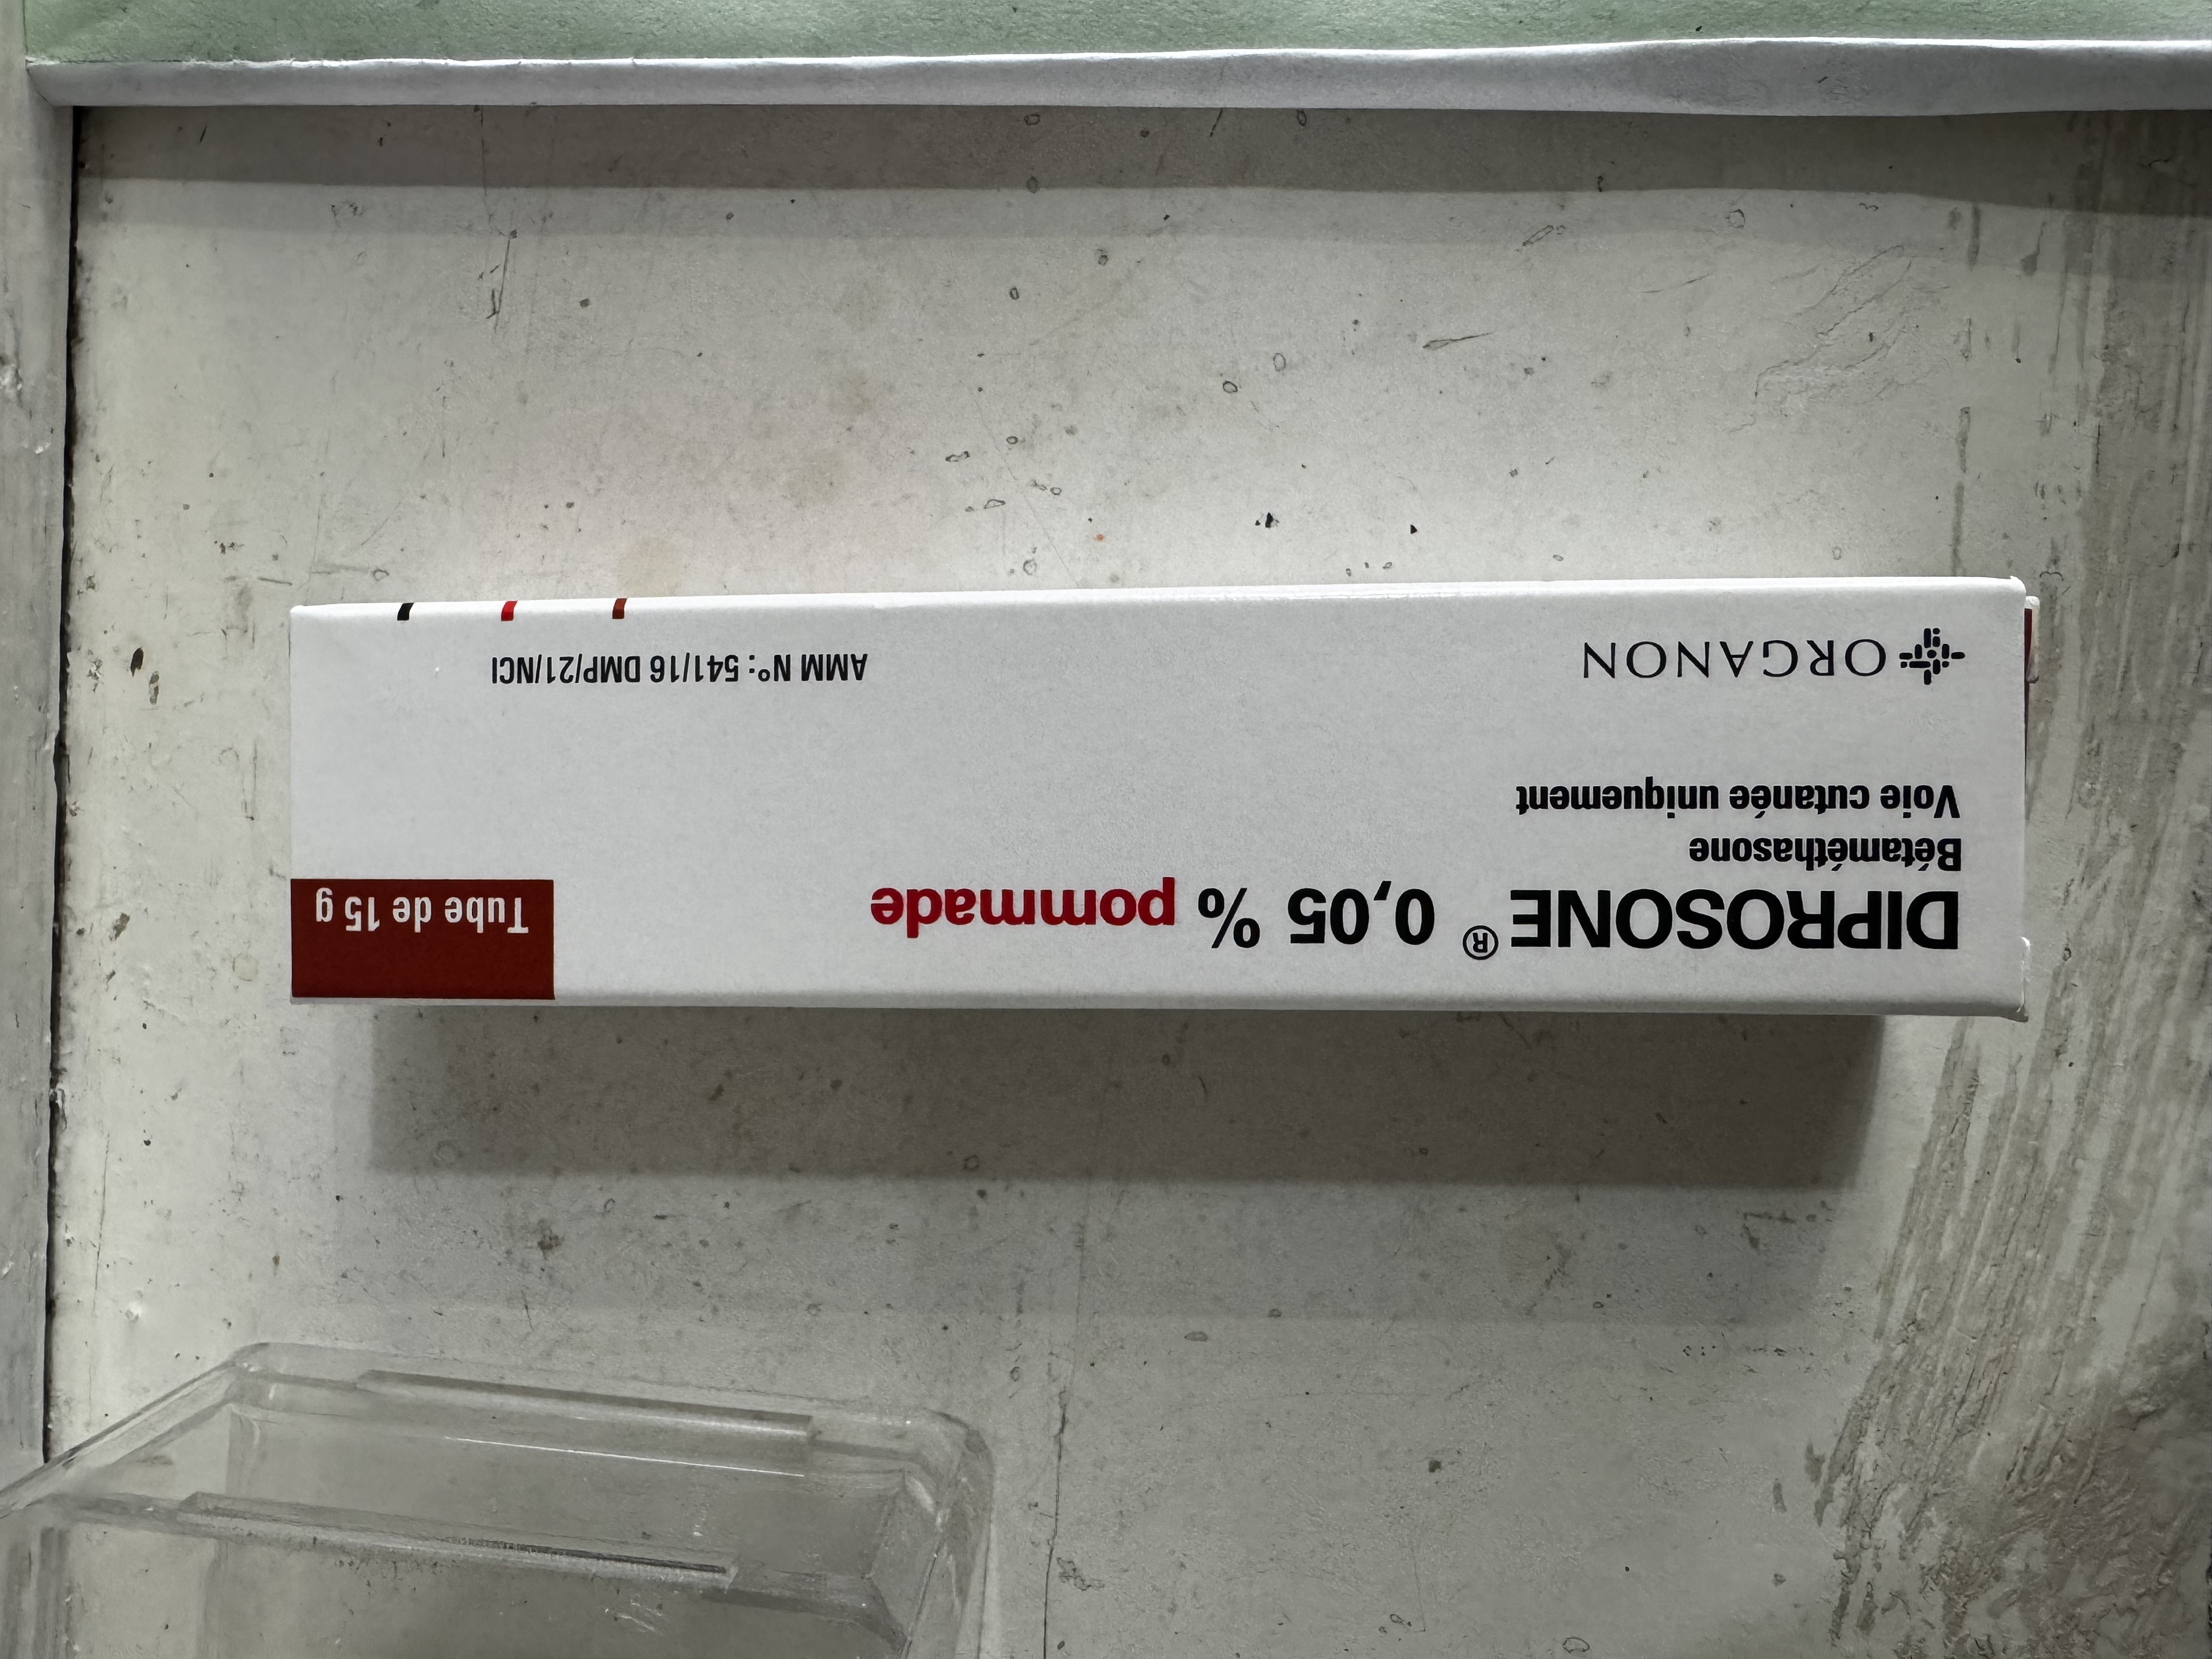 DIPROSONE® 0,05 % pommade
Tube de 15 g
Bétaméthasone
Voie cutanée uniquement
ORGANON
AMM N°: 541/16 DMP/21/NCI